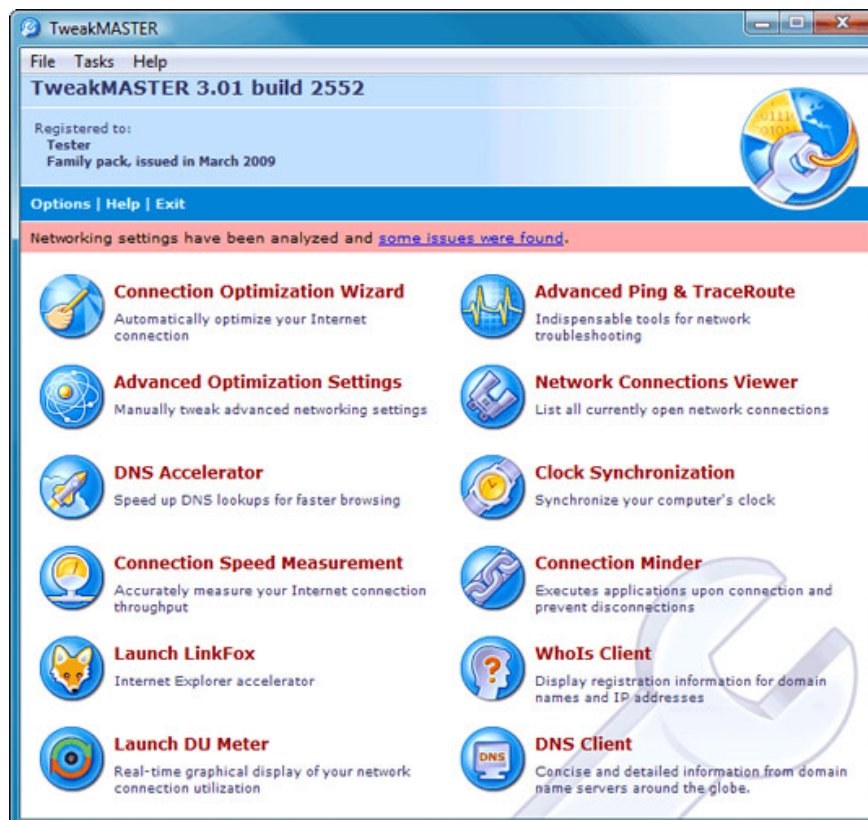 TweakMASTER
File Tasks Help
TweakMASTER 3.01 build 2552
Registered to:
Tester
Family pack, issued in March 2009
Options | Help | Exit
Networking settings have been analyzed and some issues were found.
Connection Optimization Wizard
Automatically optimize your Internet
connection
Advanced Optimization Settings
Manually tweak advanced networking settings
DNS Accelerator
Speed up DNS lookups for faster browsing
Connection Speed Measurement
Accurately measure your Internet connection
throughput
Launch LinkFox
Internet Explorer accelerator
Launch DU Meter
Real-time graphical display of your network
connection utilization
Advanced Ping & TraceRoute
Indispensable tools for network
troubleshooting
Network Connections Viewer
List all currently open network connections
Clock Synchronization
Synchronize your computer's clock
Connection Minder
Executes applications upon connection and
prevent disconnections
WhoIs Client
Display registration information for domain
names and IP addresses
DNS
DNS Client
Concise and detailed information from domain
name servers around the globe.